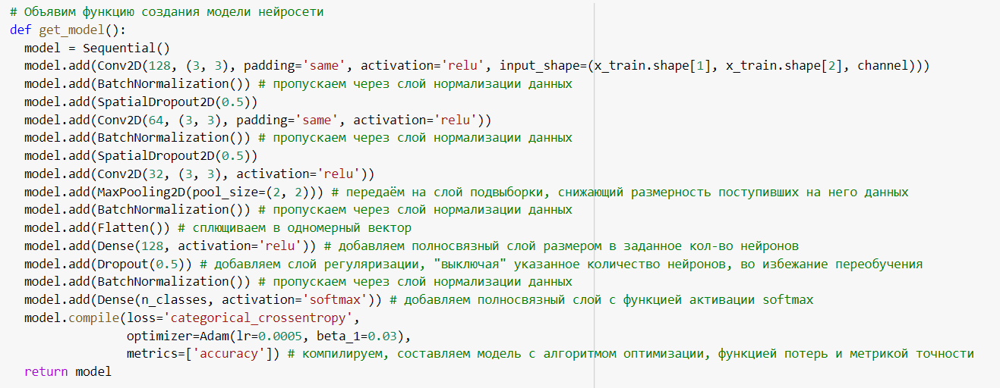 # Объявим функцию создания модели нейросети
def get_model():
  model = Sequential()
  model.add(Conv2D(128, (3, 3), padding='same', activation='relu', input_shape=(x_train.shape[1], x_train.shape[2], channel)))
  model.add(BatchNormalization()) # пропускаем через слой нормализации данных
  model.add(SpatialDropout2D(0.5))
  model.add(Conv2D(64, (3, 3), padding='same', activation='relu'))
  model.add(BatchNormalization()) # пропускаем через слой нормализации данных
  model.add(SpatialDropout2D(0.5))
  model.add(Conv2D(32, (3, 3), activation='relu'))
  model.add(MaxPooling2D(pool_size=(2, 2))) # передаём на слой подвыборки, снижающий размерность поступивших на него данных
  model.add(BatchNormalization()) # пропускаем через слой нормализации данных
  model.add(Flatten()) # сплющиваем в одномерный вектор
  model.add(Dense(128, activation='relu')) # добавляем полносвязный слой размером в заданное кол-во нейронов
  model.add(Dropout(0.5)) # добавляем слой регуляризации, "выключая" указанное количество нейронов, во избежание переобучения
  model.add(BatchNormalization()) # пропускаем через слой нормализации данных
  model.add(Dense(n_classes, activation='softmax')) # добавляем полносвязный слой с функцией активации softmax
  model.compile(loss='categorical_crossentropy',
                optimizer=Adam(lr=0.0005, beta_1=0.03),
                metrics=['accuracy']) # компилируем, составляем модель с алгоритмом оптимизации, функцией потерь и метрикой точности
  return model